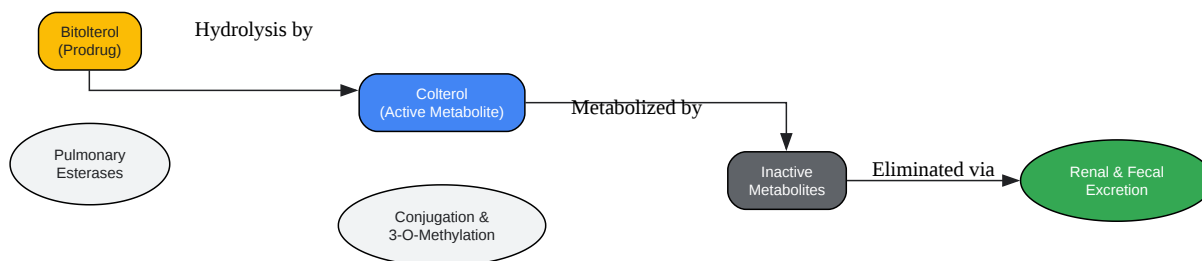 Bitolterol
(Prodrug)
Hydrolysis by
Colterol
(Active Metabolite)
Metabolized by
Pulmonary
Esterases
Inactive
Metabolites
Eliminated via
Renal & Fecal
Excretion
Conjugation &
3-O-Methylation